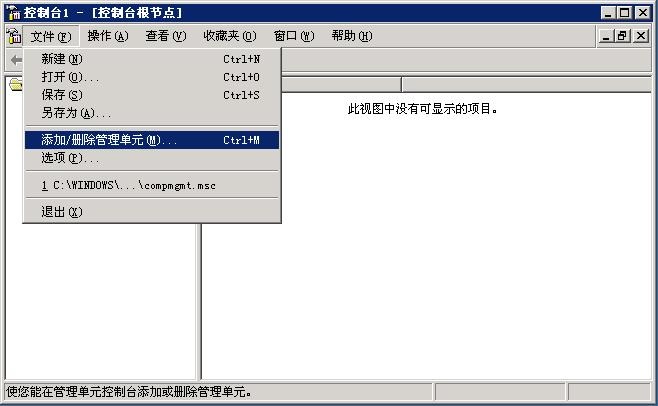 控制台1 - [控制台根节点]
文件(F) 操作(A) 查看(V) 收藏夹(O) 窗口(W) 帮助(H)
新建(N) Ctrl+N
打开(O)... Ctrl+O
保存(S) Ctrl+S
另存为(A)...
此视图中没有可显示的项目。
添加/删除管理单元(M)... Ctrl+M
选项(P)...
1 C:\WINDOWS\...\compmgmt.msc
退出(X)
使您能在管理单元控制台添加或删除管理单元。